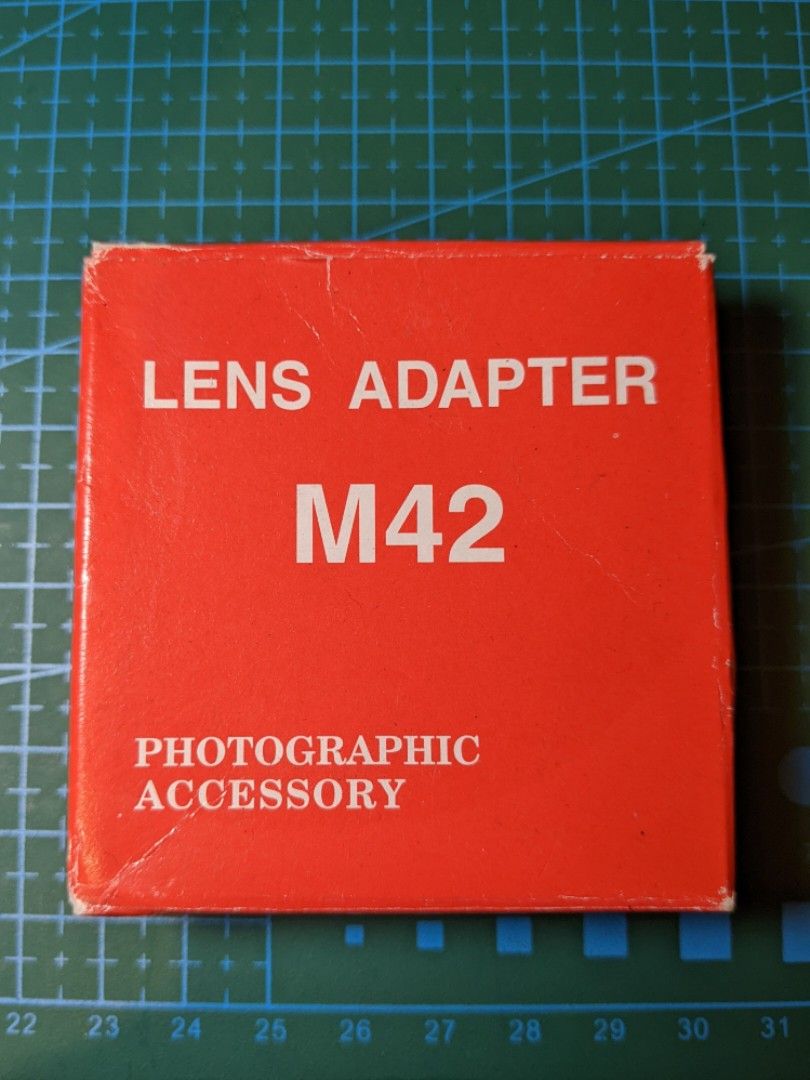 LENS ADAPTER
M42
PHOTOGRAPHIC
ACCESSORY
22 23 24 25 26 27 28 29 30 31